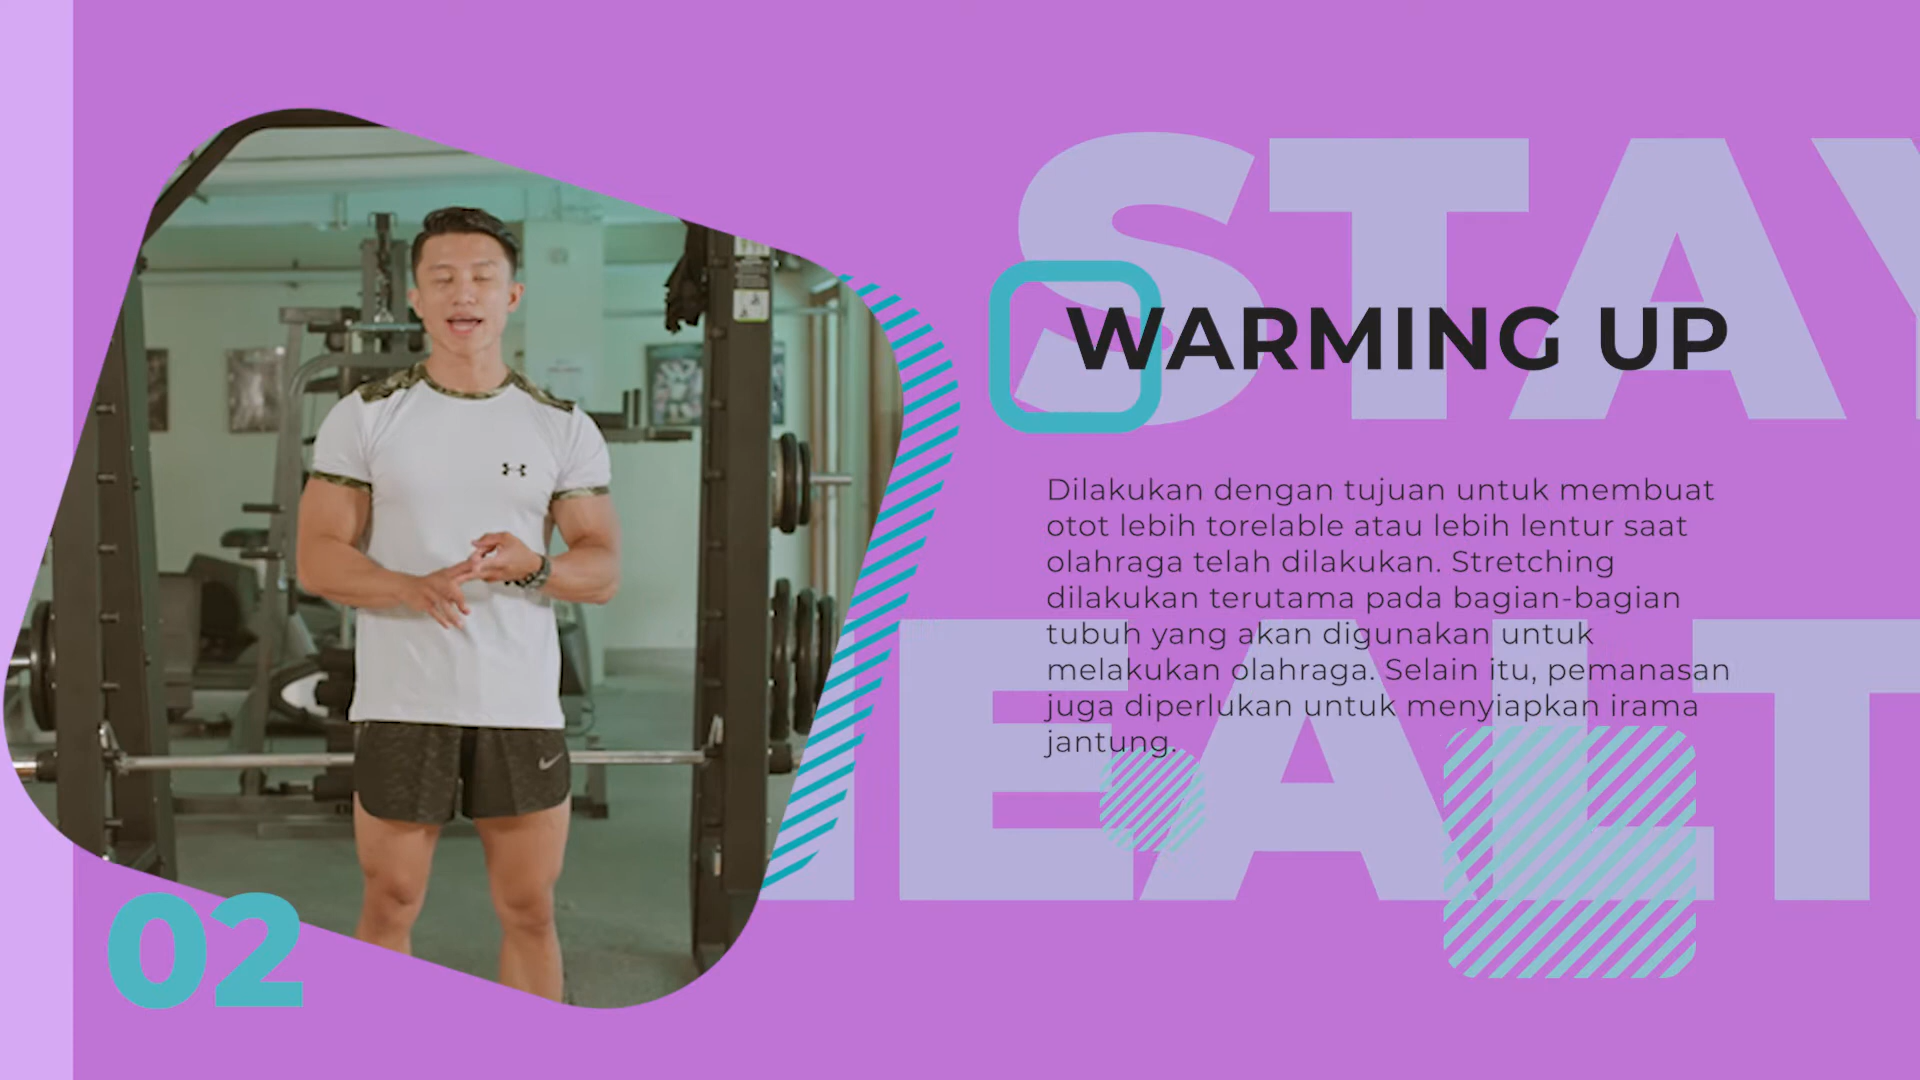 STAY
WARMING UP
Dilakukan dengan tujuan untuk membuat
otot lebih torelable atau lebih lentur saat
olahraga telah dilakukan. Stretching
dilakukan terutama pada bagian-bagian
tubuh yang akan digunakan untuk
melakukan olahraga. Selain itu, pemanasan
juga diperlukan untuk menyiapkan irama
jantung.
HEALT
02